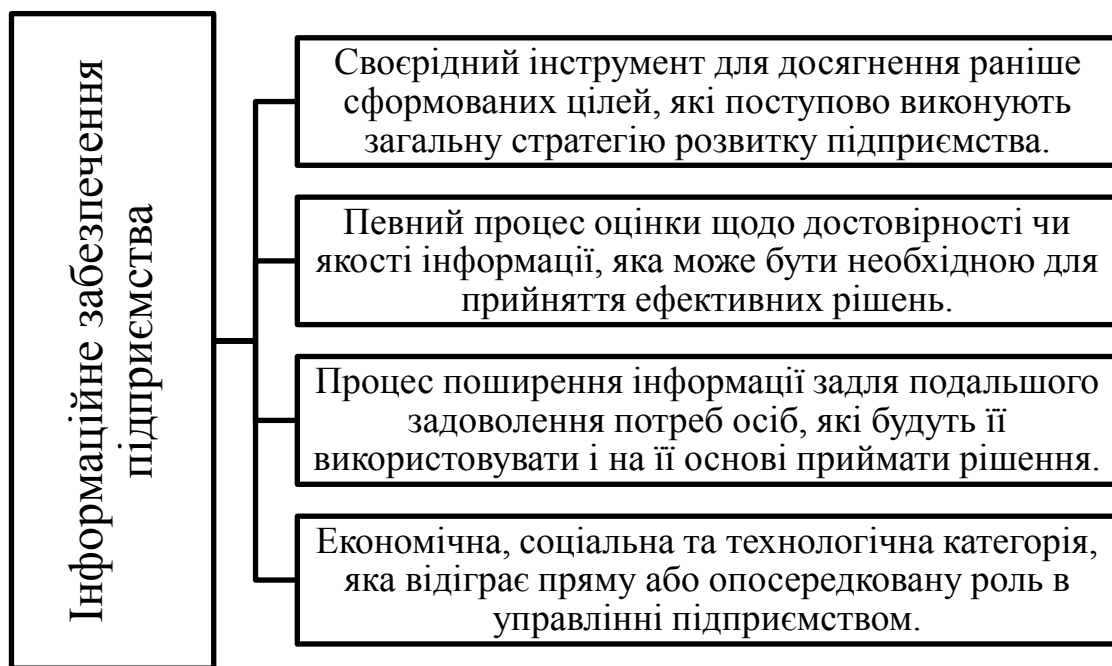 Інформаційне забезпечення
підприємства
Своєрідний інструмент для досягнення раніше
сформованих цілей, які поступово виконують
загальну стратегію розвитку підприємства.
Певний процес оцінки щодо достовірності чи
якості інформації, яка може бути необхідною для
прийняття ефективних рішень.
Процес поширення інформації задля подальшого
задоволення потреб осіб, які будуть її
використовувати і на її основі приймати рішення.
Економічна, соціальна та технологічна категорія,
яка відіграє пряму або опосередковану роль в
управлінні підприємством.